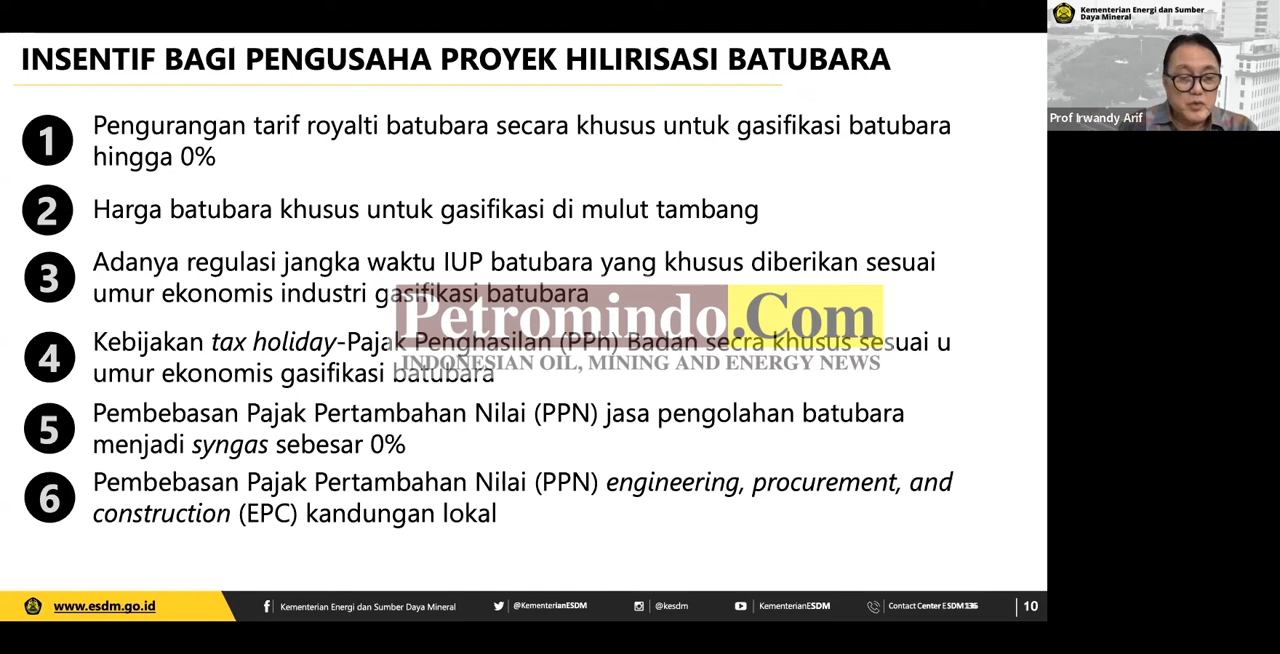 INSENTIF BAGI PENGUSAHA PROYEK HILIRISASI BATUBARA
1 Pengurangan tarif royalti batubara secara khusus untuk gasifikasi batubara
hingga 0%
2 Harga batubara khusus untuk gasifikasi di mulut tambang
3 Adanya regulasi jangka waktu IUP batubara yang khusus diberikan sesuai
umur ekonomis industri gasifikasi batubara
4 Kebijakan tax holiday-Pajak Penghasilan (PPh) Badan secra khusus sesuai u
umur ekonomis gasifikasi batubara
5 Pembebasan Pajak Pertambahan Nilai (PPN) jasa pengolahan batubara
menjadi syngas sebesar 0%
6 Pembebasan Pajak Pertambahan Nilai (PPN) engineering, procurement, and
construction (EPC) kandungan lokal
Petromindo.Com
INDONESIAN OIL, MINING AND ENERGY NEWS
www.esdm.go.id
Kementerian Energi dan Sumber Daya Mineral
@KementerianESDM
@kesdm
KementerianESDM
Contact Center ESDM 136
10
Kementerian Energi dan Sumber
Daya Mineral
Prof Irwandy Arif